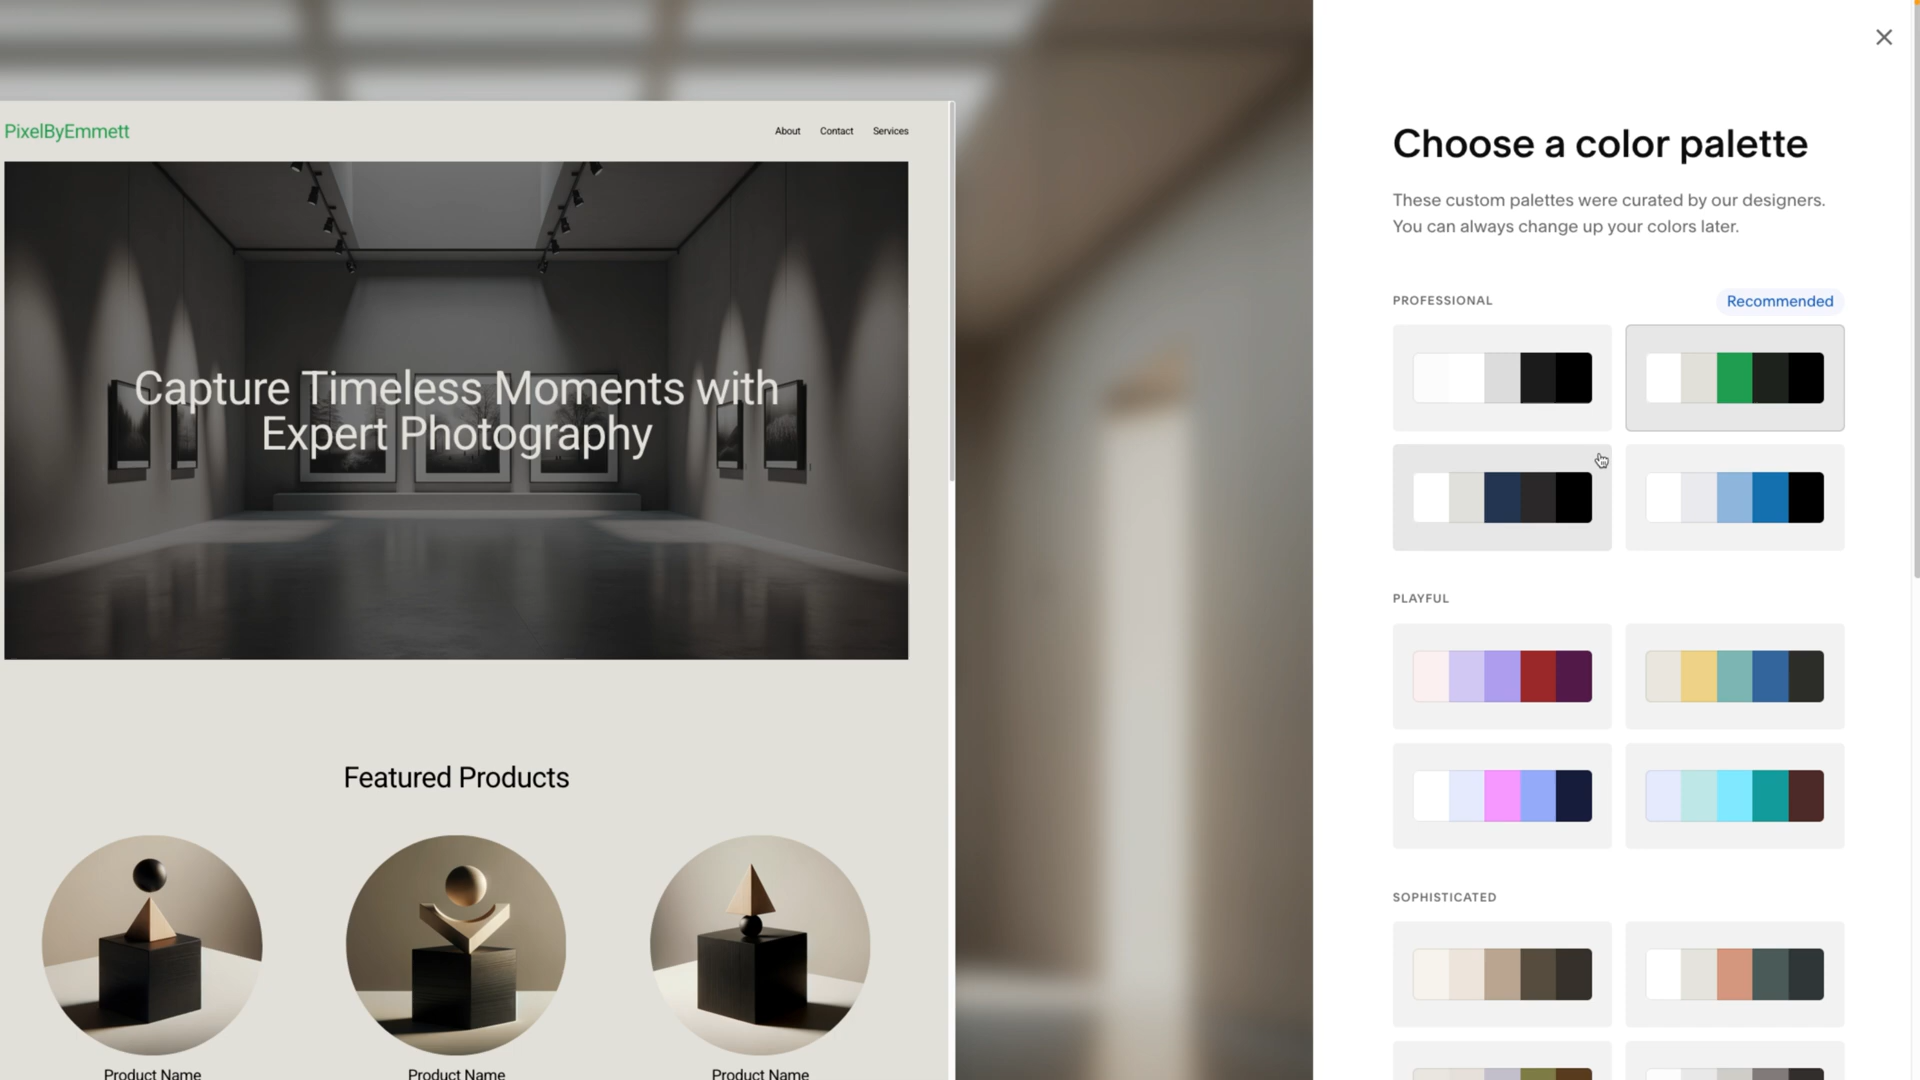 PixelByEmmett
About
Contact
Services
Capture Timeless Moments with
Expert Photography
Featured Products
Product Name
Product Name
Product Name
Choose a color palette
These custom palettes were curated by our designers.
You can always change up your colors later.
PROFESSIONAL
Recommended
PLAYFUL
SOPHISTICATED